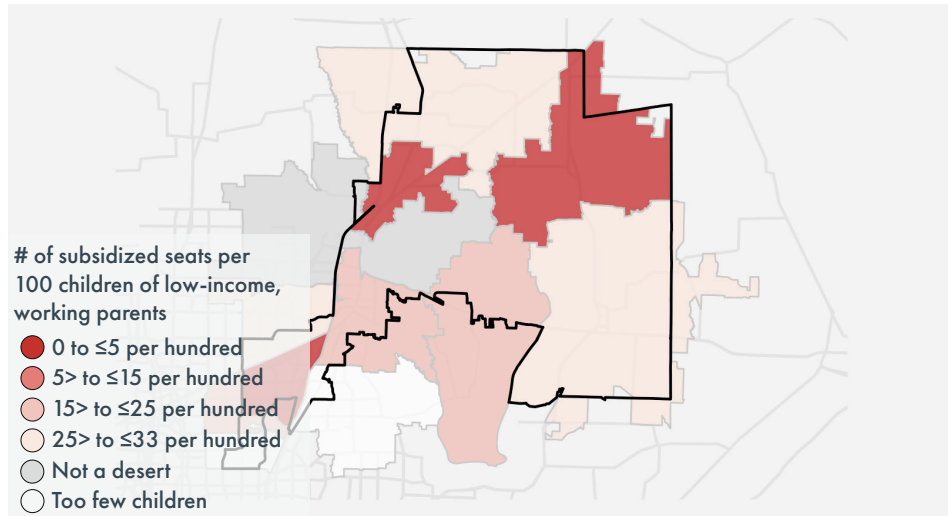 # of subsidized seats per
100 children of low-income,
working parents
0 to ≤5 per hundred
5> to ≤15 per hundred
15> to ≤25 per hundred
25> to ≤33 per hundred
Not a desert
Too few children